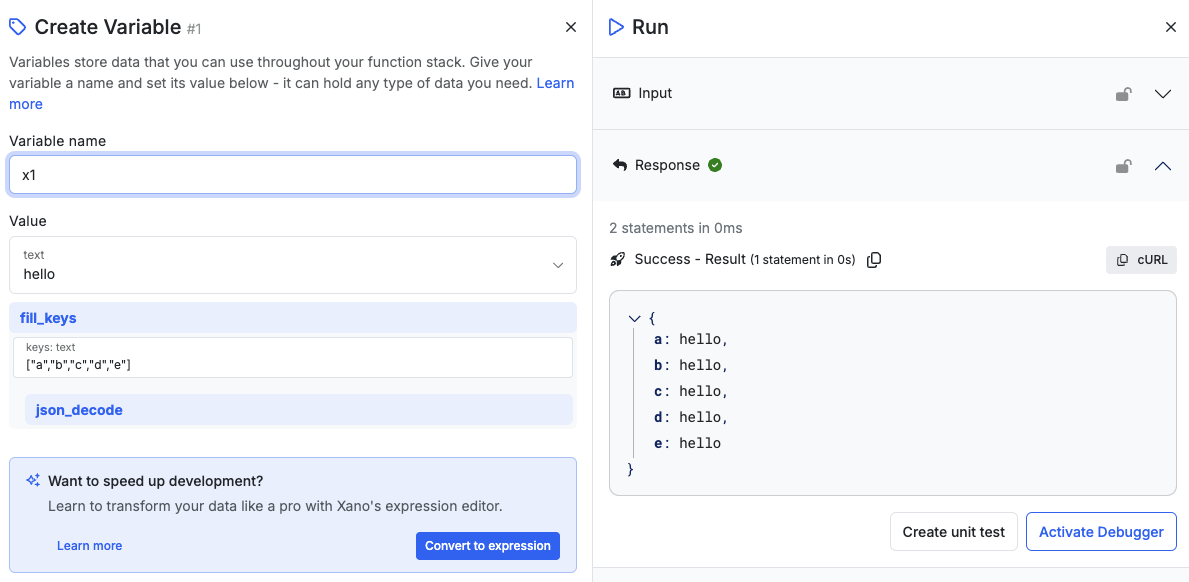 Create Variable #1
Variables store data that you can use throughout your function stack. Give your
variable a name and set its value below - it can hold any type of data you need. Learn
more
Variable name
x1
Value
text
hello
fill_keys
keys: text
["a","b","c","d","e"]
json_decode
Want to speed up development?
Learn to transform your data like a pro with Xano's expression editor.
Learn more
Convert to expression
Run
Input
Response
2 statements in 0ms
Success - Result (1 statement in 0s)
cURL
{
a: hello,
b: hello,
c: hello,
d: hello,
e: hello
}
Create unit test
Activate Debugger